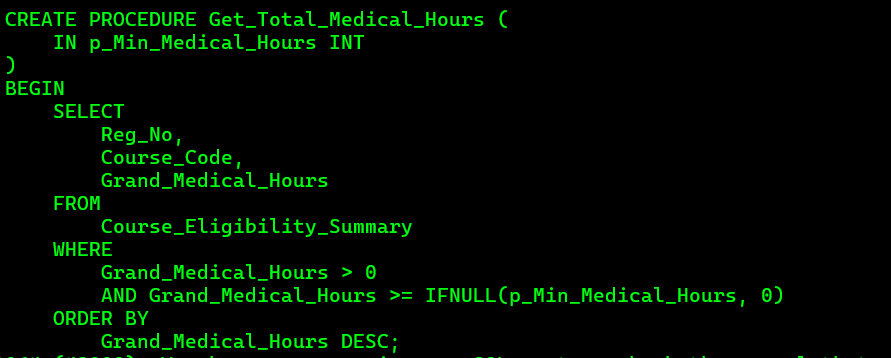 CREATE PROCEDURE Get_Total_Medical_Hours (
    IN p_Min_Medical_Hours INT
)
BEGIN
    SELECT
        Reg_No,
        Course_Code,
        Grand_Medical_Hours
    FROM
        Course_Eligibility_Summary
    WHERE
        Grand_Medical_Hours > 0
        AND Grand_Medical_Hours >= IFNULL(p_Min_Medical_Hours, 0)
    ORDER BY
        Grand_Medical_Hours DESC;